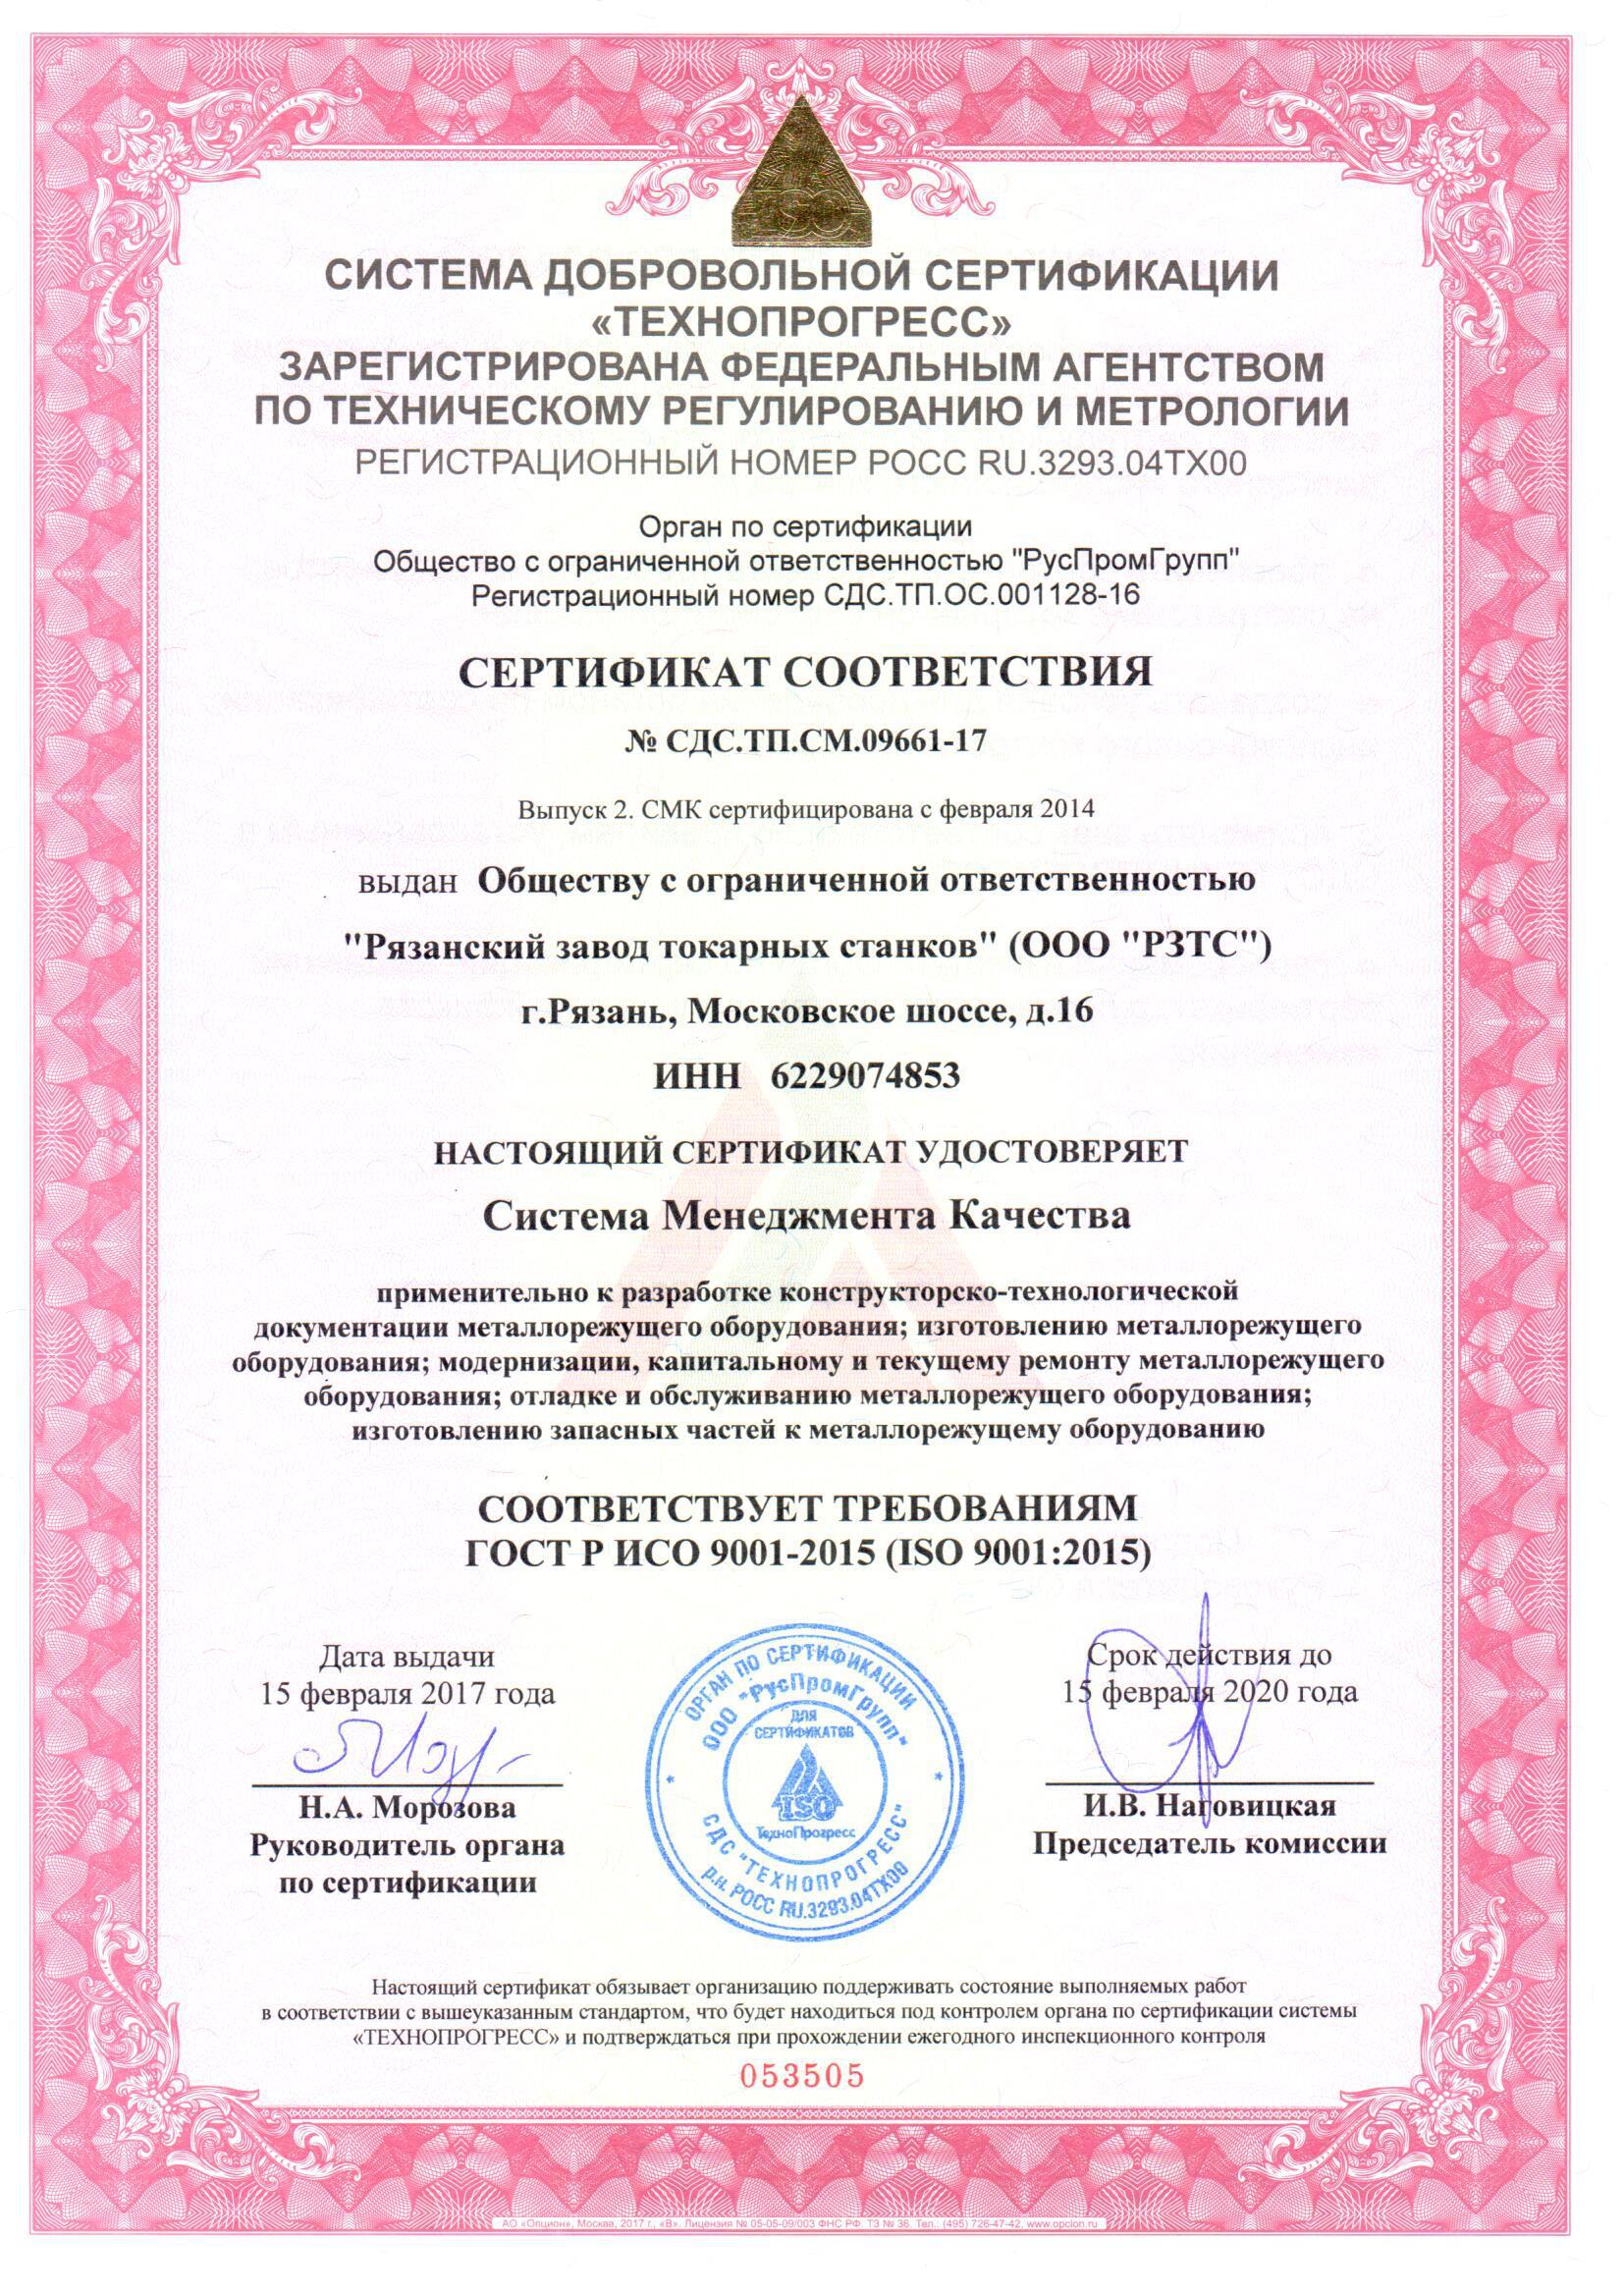 ISO
СИСТЕМА ДОБРОВОЛЬНОЙ СЕРТИФИКАЦИИ
«ТЕХНОПРОГРЕСС»
ЗАРЕГИСТРИРОВАНА ФЕДЕРАЛЬНЫМ АГЕНТСТВОМ
ПО ТЕХНИЧЕСКОМУ РЕГУЛИРОВАНИЮ И МЕТРОЛОГИИ
РЕГИСТРАЦИОННЫЙ НОМЕР РОСС RU.3293.04ТХ00
Орган по сертификации
Общество с ограниченной ответственностью "РусПромГрупп"
Регистрационный номер СДС.ТП.ОС.001128-16
СЕРТИФИКАТ СООТВЕТСТВИЯ
№ СДС.ТП.СМ.09661-17
Выпуск 2. СМК сертифицирована с февраля 2014
выдан Обществу с ограниченной ответственностью
"Рязанский завод токарных станков" (ООО "РЗТС")
г.Рязань, Московское шоссе, д.16
ИНН 6229074853
НАСТОЯЩИЙ СЕРТИФИКАТ УДОСТОВЕРЯЕТ
Система Менеджмента Качества
применительно к разработке конструкторско-технологической
документации металлорежущего оборудования; изготовлению металлорежущего
оборудования; модернизации, капитальному и текущему ремонту металлорежущего
оборудования; отладке и обслуживанию металлорежущего оборудования;
изготовлению запасных частей к металлорежущему оборудованию
СООТВЕТСТВУЕТ ТРЕБОВАНИЯМ
ГОСТ Р ИСО 9001-2015 (ISO 9001:2015)
Дата выдачи
15 февраля 2017 года
Н.А. Морозова
Руководитель органа
по сертификации
ОРГАН ПО СЕРТИФИКАЦИИ
ООО "РусПромГрупп"
ДЛЯ
СЕРТИФИКАТОВ
ISO
ТехноПрогресс
СДС "ТЕХНОПРОГРЕСС"
р.н. РОСС RU.3293.04ТХ00
Срок действия до
15 февраля 2020 года
И.В. Наговицкая
Председатель комиссии
Настоящий сертификат обязывает организацию поддерживать состояние выполняемых работ
в соответствии с вышеуказанным стандартом, что будет находиться под контролем органа по сертификации системы
«ТЕХНОПРОГРЕСС» и подтверждаться при прохождении ежегодного инспекционного контроля
053505
АО «Опцион», Москва, 2017 г., «В». Лицензия № 05-05-09/003 ФНС РФ. ТЗ № 36. Тел.: (495) 726-47-42, www.opcion.ru